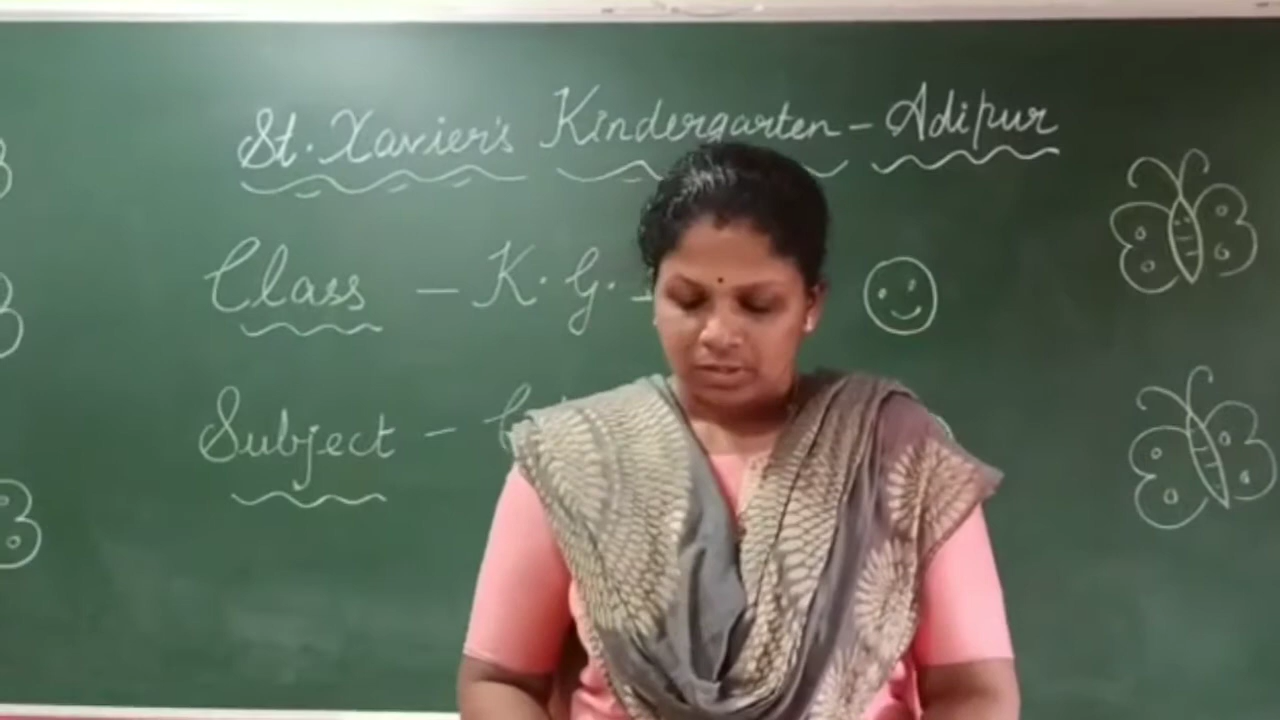 St. Xavier's Kindergarten - Adipur
Class - K.G.
Subject -